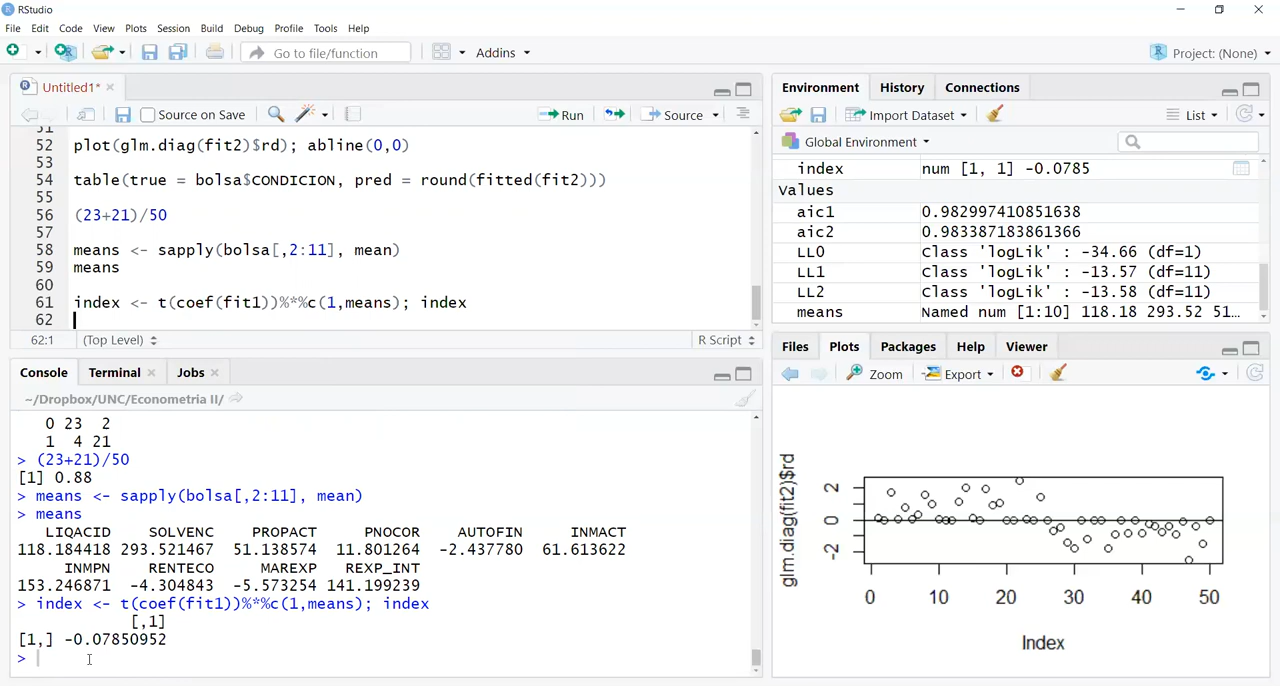 RStudio
File Edit Code View Plots Session Build Debug Profile Tools Help
Go to file/function Addins Project: (None)
Untitled1*
Source on Save Run Source
51
52 plot(glm.diag(fit2)$rd); abline(0,0)
53
54 table(true = bolsa$CONDICION, pred = round(fitted(fit2)))
55
56 (23+21)/50
57
58 means <- sapply(bolsa[,2:11], mean)
59 means
60
61 index <- t(coef(fit1))%*%c(1,means); index
62
62:1 (Top Level) R Script
Console Terminal Jobs
~/Dropbox/UNC/Econometria II/
0 23 2
1 4 21
> (23+21)/50
[1] 0.88
> means <- sapply(bolsa[,2:11], mean)
> means
LIQACID SOLVENC PROPACT PNOCOR AUTOFIN INMACT
118.184418 293.521467 51.138574 11.801264 -2.437780 61.613622
INMPN RENTECO MAREXP REXP_INT
153.246871 -4.304843 -5.573254 141.199239
> index <- t(coef(fit1))%*%c(1,means); index
[,1]
[1,] -0.07850952
>
Environment History Connections
Import Dataset List
Global Environment
index num [1, 1] -0.0785
Values
aic1 0.982997410851638
aic2 0.983387183861366
LL0 Class 'logLik' : -34.66 (df=1)
LL1 Class 'logLik' : -13.57 (df=11)
LL2 Class 'logLik' : -13.58 (df=11)
means Named num [1:10] 118.18 293.52 51…
Files Plots Packages Help Viewer
Zoom Export
glm.diag(fit2)$rd
2
0
-2
0 10 20 30 40 50
Index